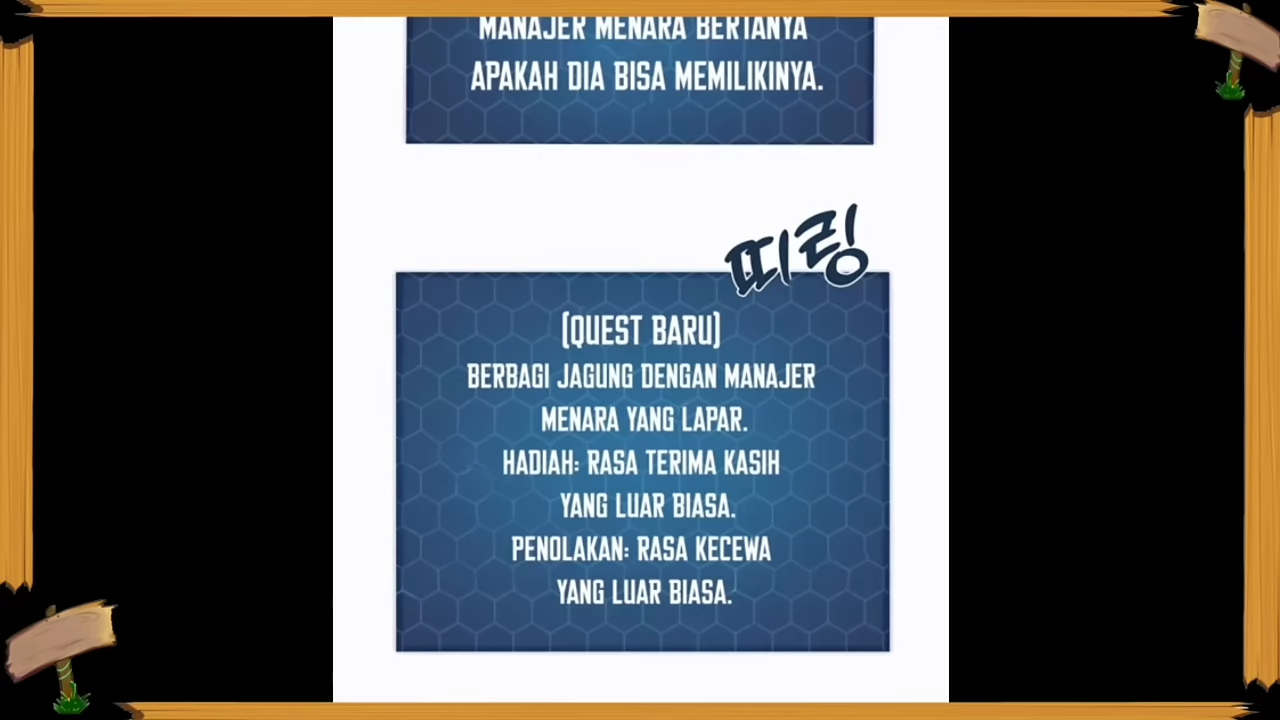 MANAJER MENARA BERTANYA
APAKAH DIA BISA MEMILIKINYA.
띠링
[QUEST BARU]
BERBAGI JAGUNG DENGAN MANAJER
MENARA YANG LAPAR.
HADIAH: RASA TERIMA KASIH
YANG LUAR BIASA.
PENOLAKAN: RASA KECEWA
YANG LUAR BIASA.